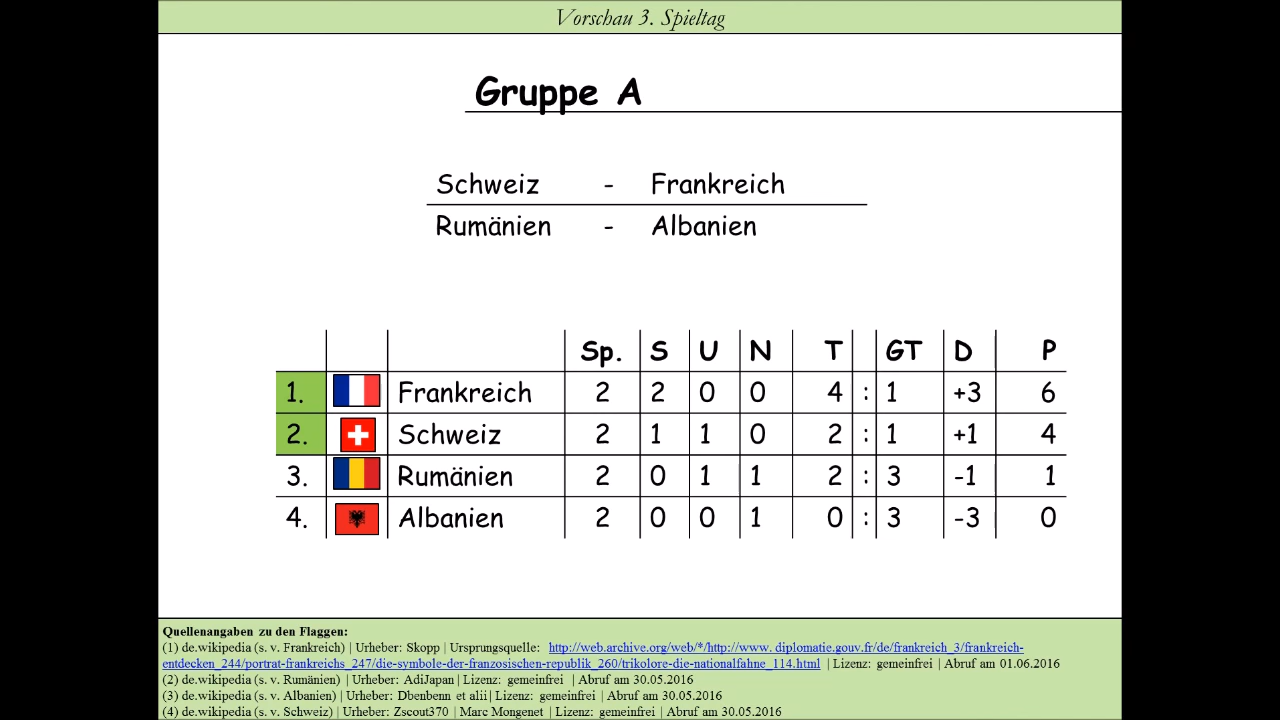 Vorschau 3. Spieltag
Gruppe A
Schweiz - Frankreich
Rumänien - Albanien
Sp. S U N T GT D P
1. Frankreich 2 2 0 0 4 : 1 +3 6
2. Schweiz 2 1 1 0 2 : 1 +1 4
3. Rumänien 2 0 1 1 2 : 3 -1 1
4. Albanien 2 0 0 1 0 : 3 -3 0
Quellenangaben zu den Flaggen:
(1) de.wikipedia (s. v. Frankreich) | Urheber: Skopp | Ursprungsquelle: http://web.archive.org/web/*/http://www. diplomatie.gouv.fr/de/frankreich_3/frankreich-
entdecken_244/portrat-frankreichs_247/die-symbole-der-franzosischen-republik_260/trikolore-die-nationalfahne_114.html | Lizenz: gemeinfrei | Abruf am 01.06.2016
(2) de.wikipedia (s. v. Rumänien) | Urheber: AdiJapan | Lizenz: gemeinfrei | Abruf am 30.05.2016
(3) de.wikipedia (s. v. Albanien) | Urheber: Dbenbenn et alii | Lizenz: gemeinfrei | Abruf am 30.05.2016
(4) de.wikipedia (s. v. Schweiz) | Urheber: Zscout370 | Marc Mongenet | Lizenz: gemeinfrei | Abruf am 30.05.2016